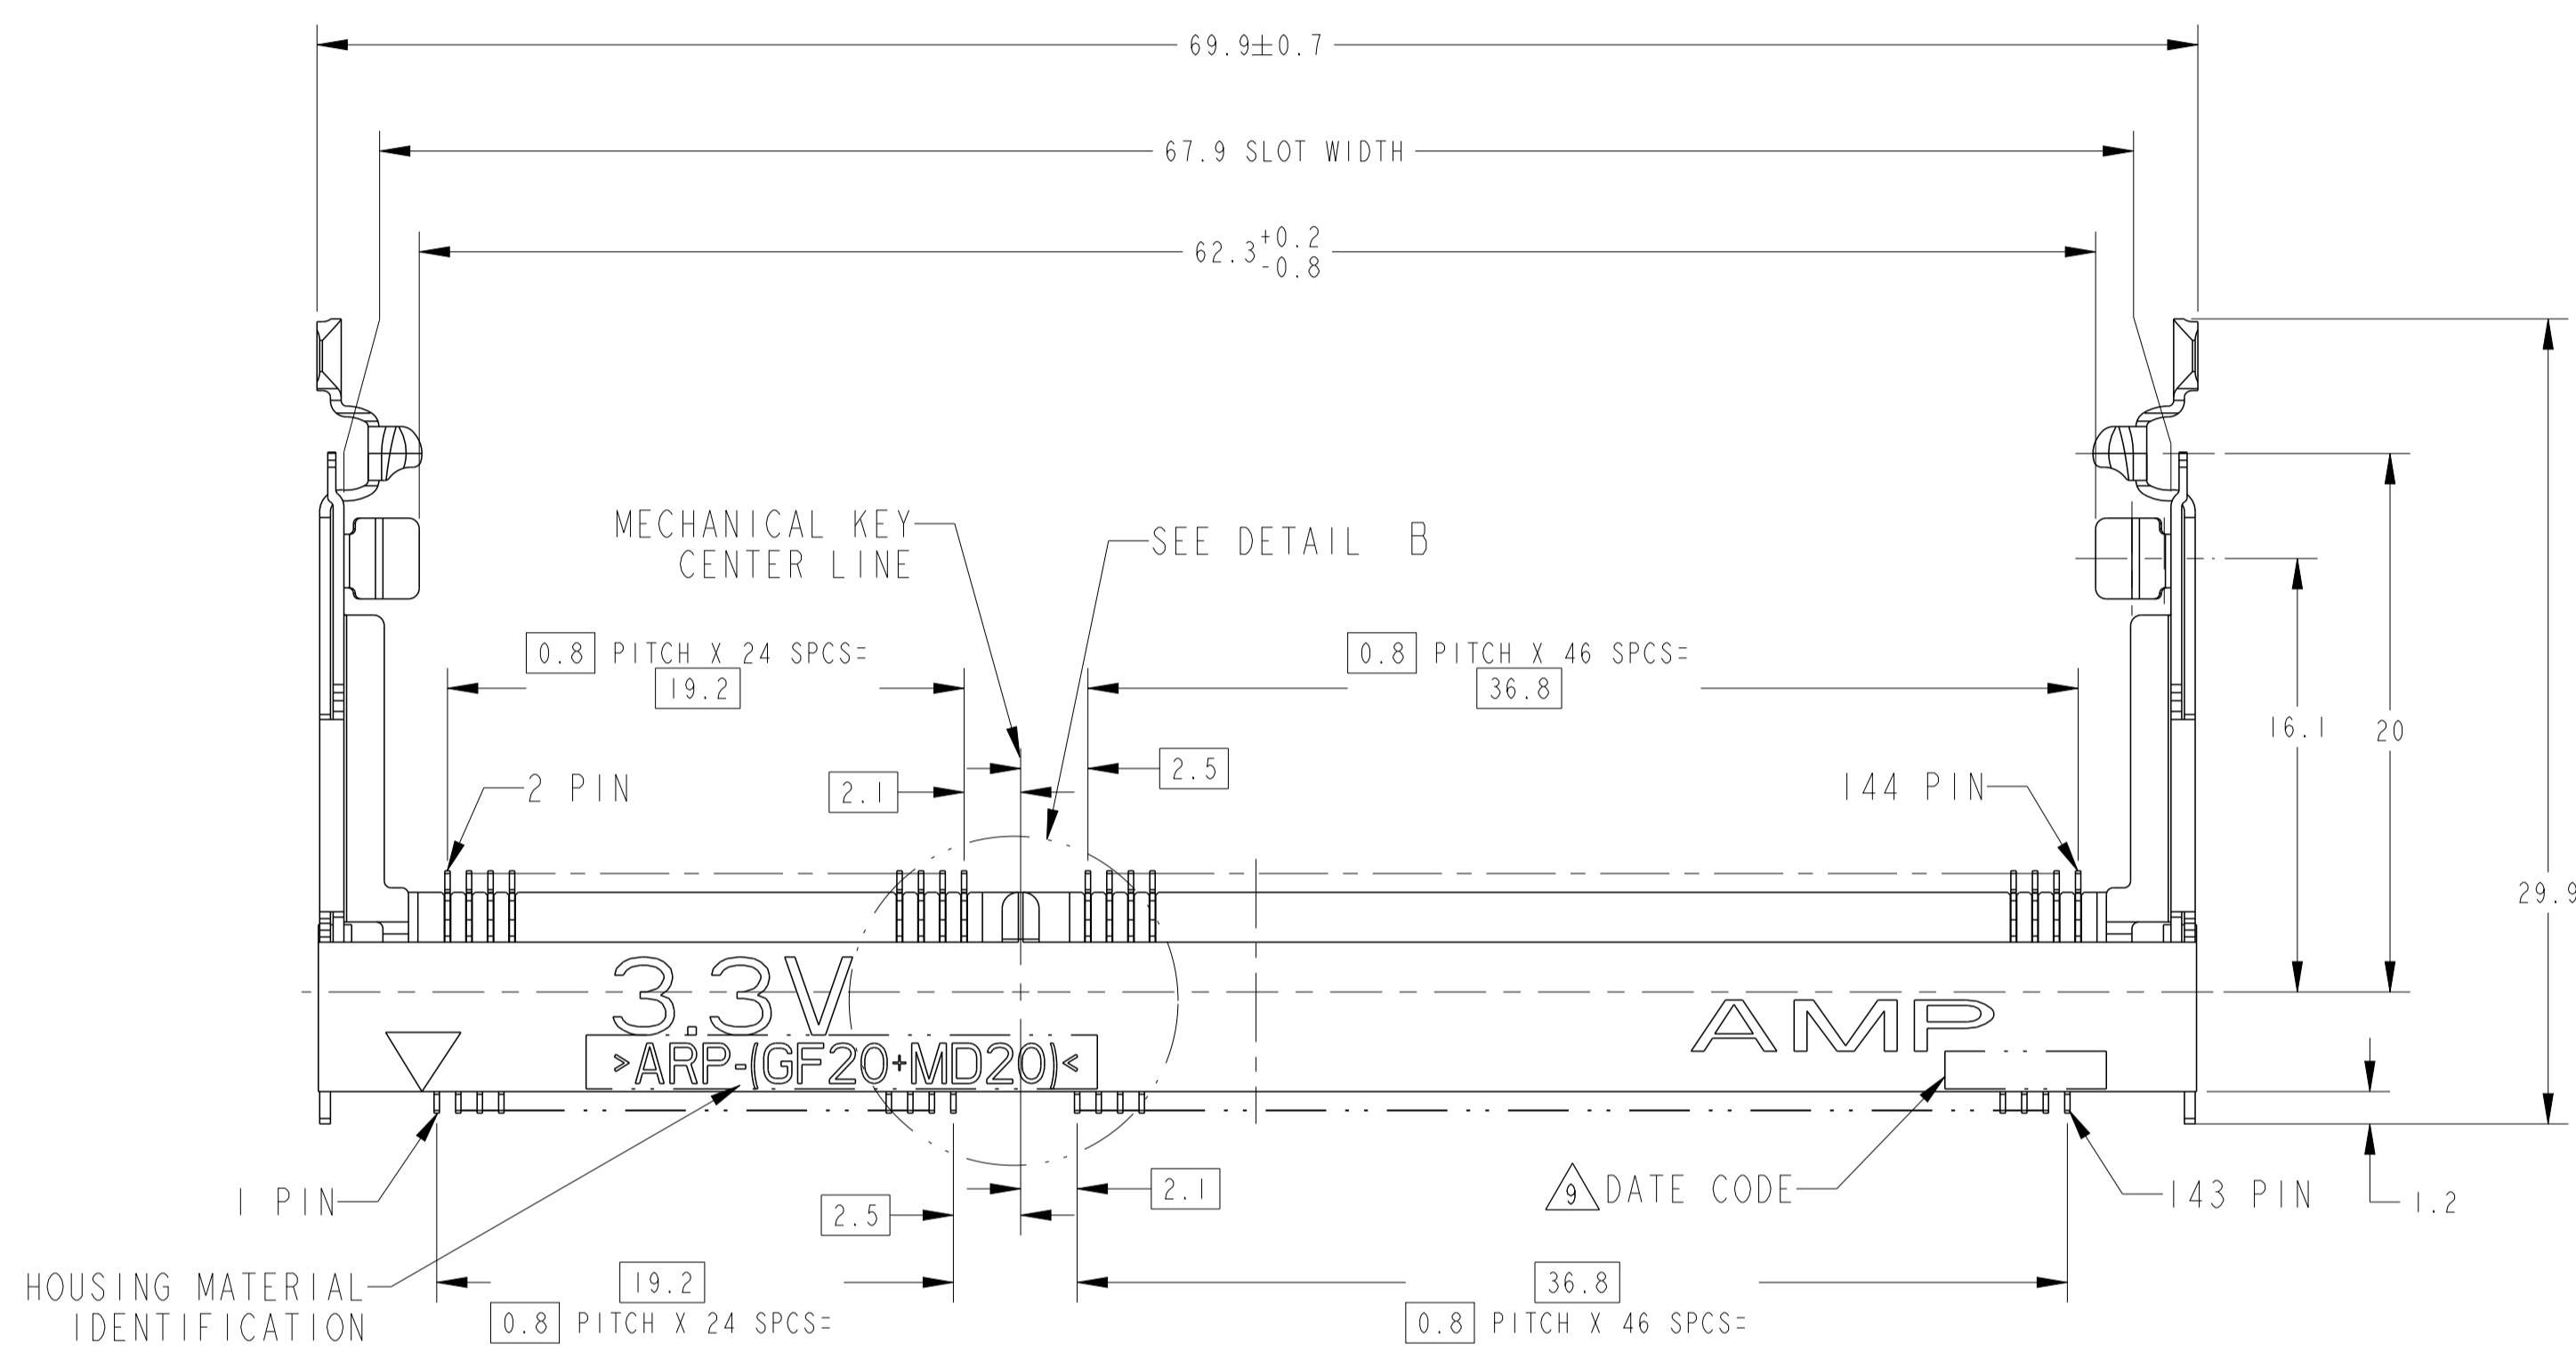 69.9±0.7
67.9 SLOT WIDTH
62.3 +0.2 -0.8
MECHANICAL KEY
CENTER LINE
SEE DETAIL B
0.8 PITCH X 24 SPCS=
19.2
0.8 PITCH X 46 SPCS=
36.8
16.1
20
2.5
2.1
2 PIN
144 PIN
29.9
3.3V
AMP
>ARP-(GF20+MD20)<
1 PIN
2.1
2.5
9 DATE CODE
143 PIN
1.2
HOUSING MATERIAL
IDENTIFICATION
19.2
0.8 PITCH X 24 SPCS=
36.8
0.8 PITCH X 46 SPCS=